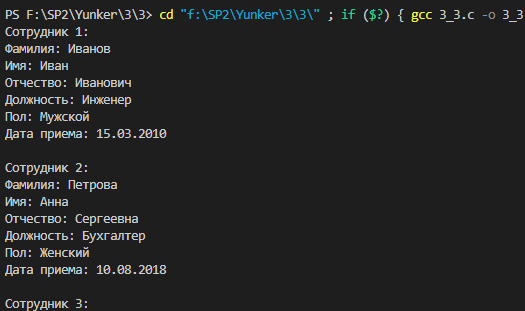 PS F:\SP2\Yunker\3\3> cd "f:\SP2\Yunker\3\3\" ; if ($?) { gcc 3_3.c -o 3_3
Сотрудник 1:
Фамилия: Иванов
Имя: Иван
Отчество: Иванович
Должность: Инженер
Пол: Мужской
Дата приема: 15.03.2010
Сотрудник 2:
Фамилия: Петрова
Имя: Анна
Отчество: Сергеевна
Должность: Бухгалтер
Пол: Женский
Дата приема: 10.08.2018
Сотрудник 3: